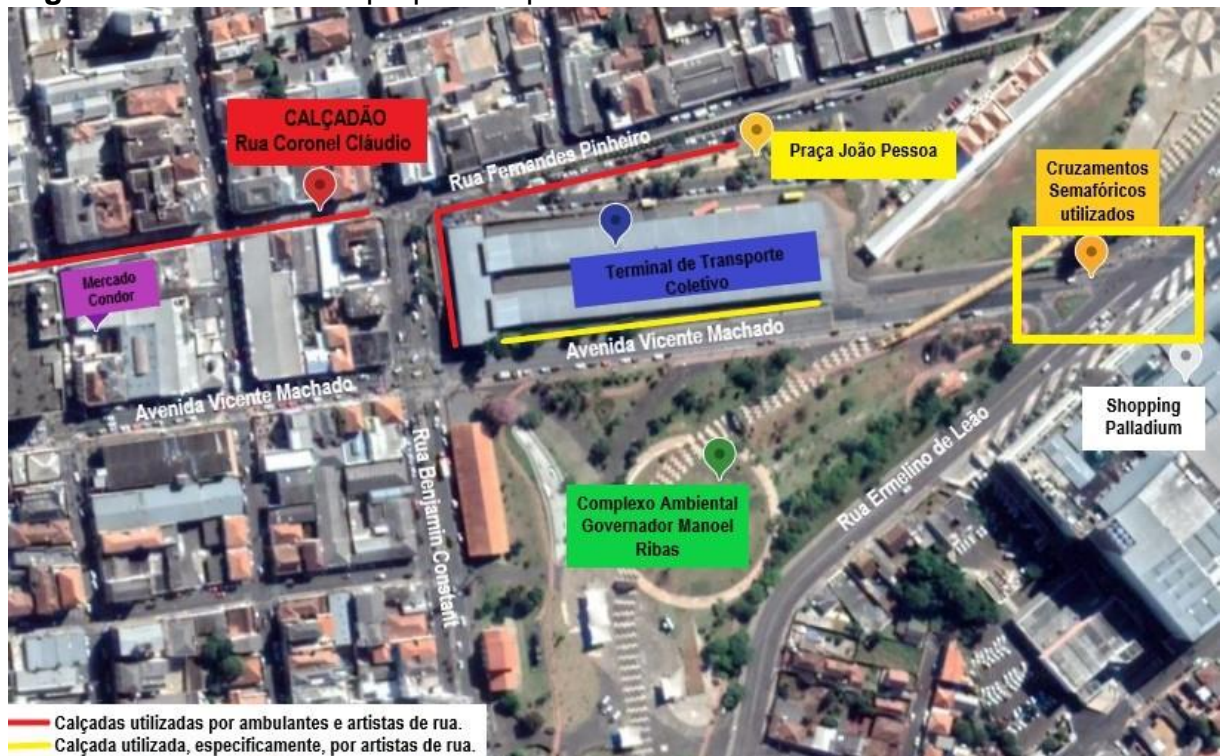 CALÇADÃO
Rua Coronel Cláudio
Rua Fernandes Pinheiro
Praça João Pessoa
Cruzamentos
Semafóricos
utilizados
Mercado
Condor
Terminal de Transporte
Coletivo
Avenida Vicente Machado
Avenida Vicente Machado
Shopping
Palladium
Rua Benjamin Constant
Rua Ermelino de Leão
Complexo Ambiental
Governador Manoel
Ribas
Calçadas utilizadas por ambulantes e artistas de rua.
Calçada utilizada, especificamente, por artistas de rua.